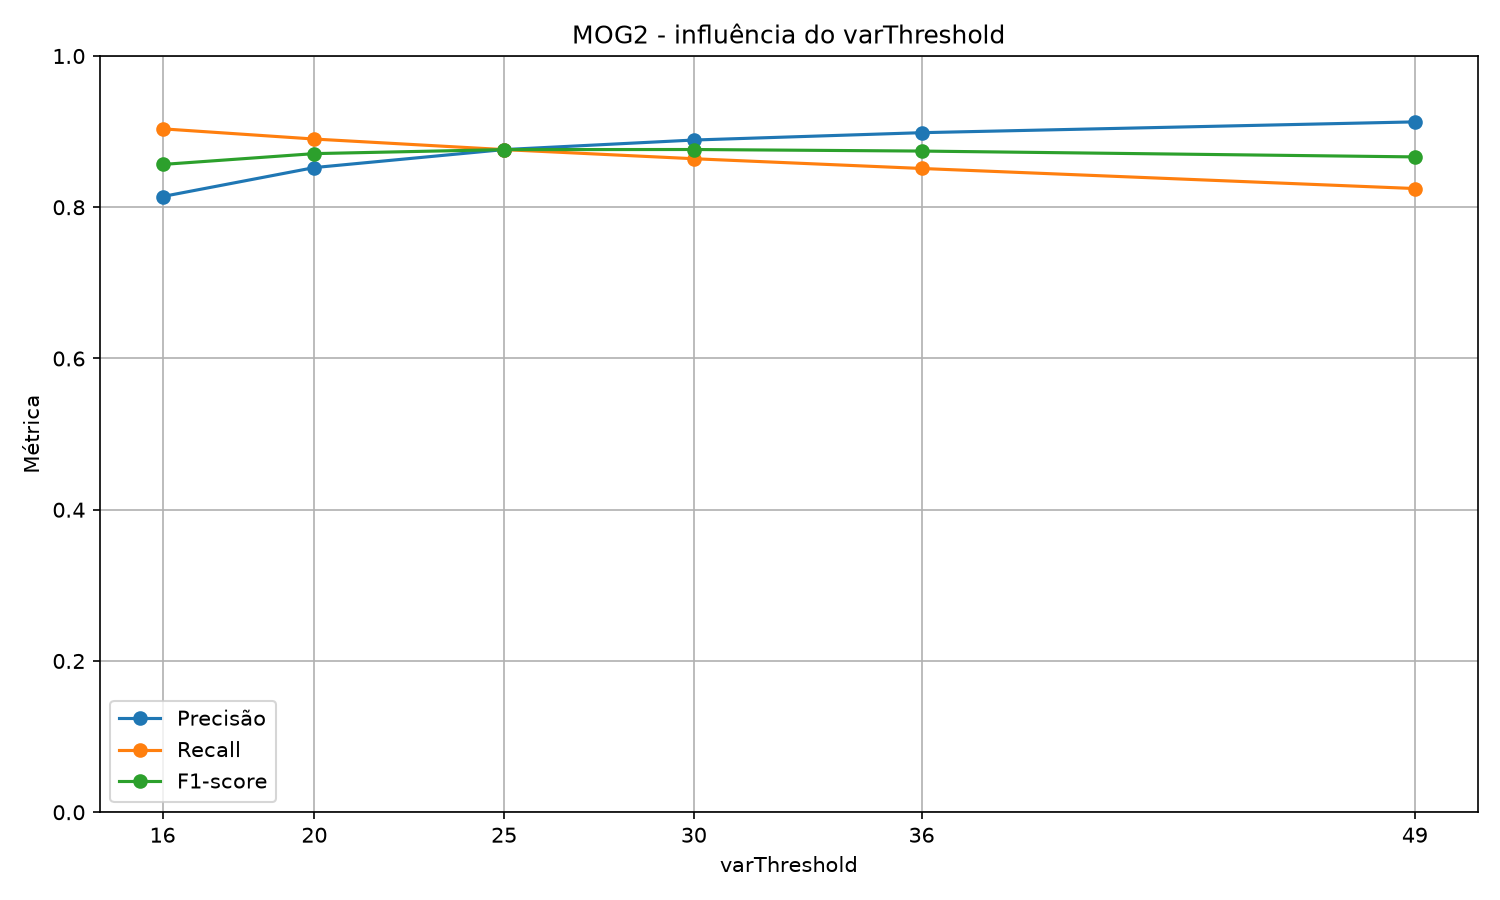 MOG2 - influência do varThreshold
Métrica
1.0
0.8
0.6
0.4
0.2
0.0
Precisão
Recall
F1-score
16 20 25 30 36 49
varThreshold